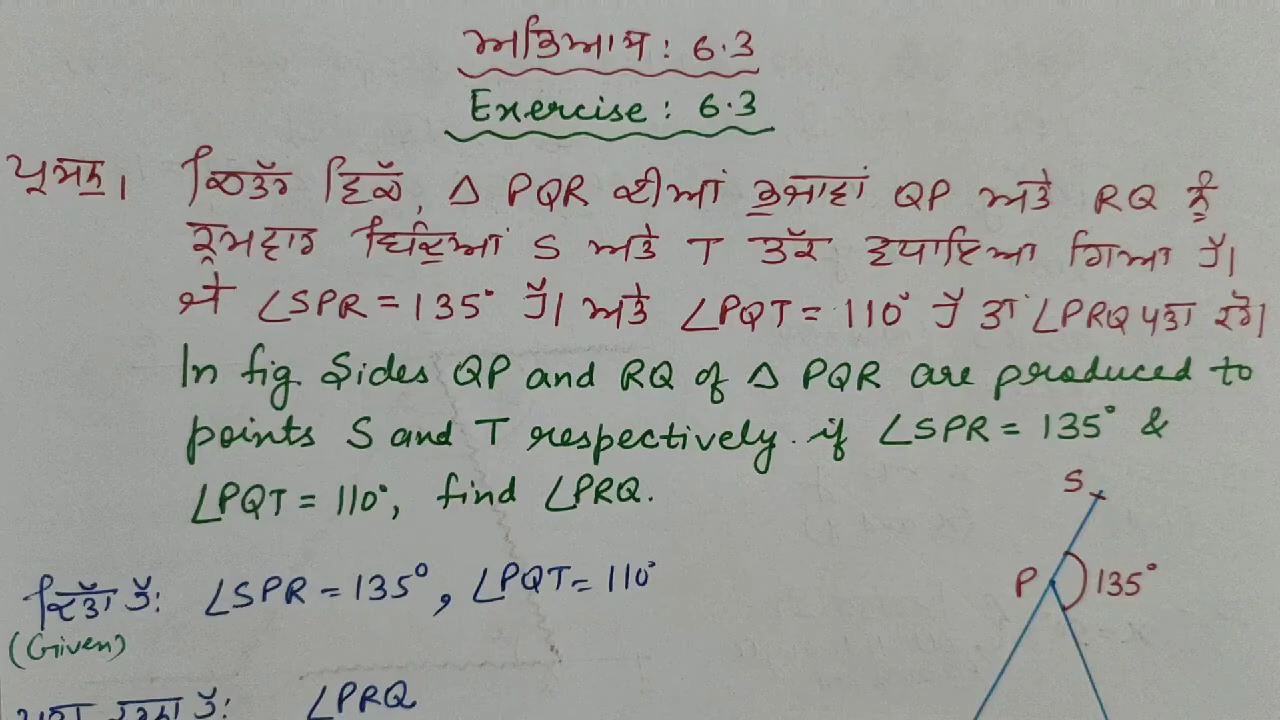 ਅਭਿਆਸ : 6.3
Exercise : 6.3
ਪ੍ਰਸ਼ਨ 1. ਚਿੱਤਰ ਵਿੱਚ, Δ PQR ਦੀਆਂ ਭੁਜਾਵਾਂ QP ਅਤੇ RQ ਨੂੰ
ਕ੍ਰਮਵਾਰ ਬਿੰਦੂਆਂ S ਅਤੇ T ਤੱਕ ਵਧਾਇਆ ਗਿਆ ਹੈ।
ਜੇ ∠SPR = 135° ਹੈ। ਅਤੇ ∠PQT = 110° ਹੈ ਤਾਂ ∠PRQ ਪਤਾ ਕਰੋ।
In fig. Sides QP and RQ of Δ PQR are produced to
points S and T respectively. if ∠SPR = 135° &
∠PQT = 110°, find ∠PRQ.
S
P 135°
ਦਿੱਤਾ ਹੈ: ∠SPR = 135°, ∠PQT = 110°
(Given)
∠PRQ